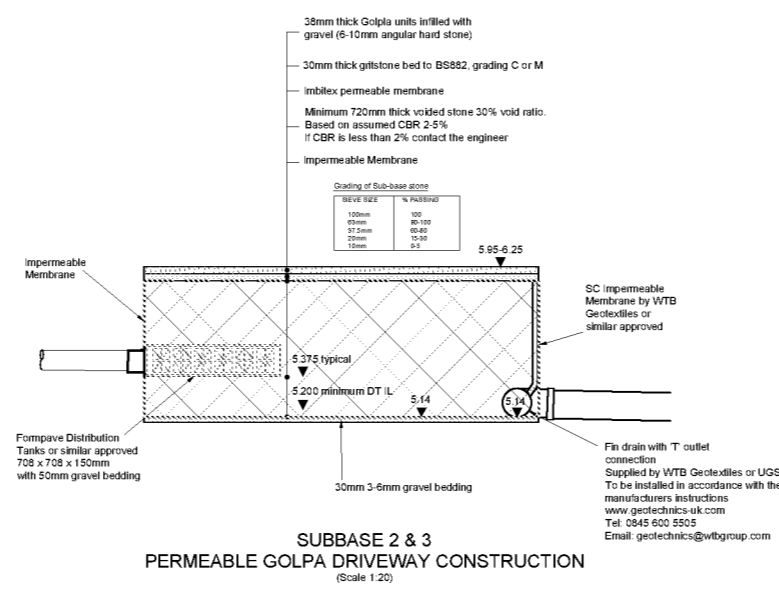 38mm thick Golpla units infilled with
gravel (6-10mm angular hard stone)
30mm thick gritstone bed to BS882, grading C or M
Imbitex permeable membrane
Minimum 720mm thick voided stone 30% void ratio.
Based on assumed CBR 2-5%
If CBR is less than 2% contact the engineer
Impermeable Membrane
Grading of Sub-base stone
SIEVE SIZE % PASSING
100mm 100
63mm 90-100
37.5mm 60-80
20mm 15-30
10mm 0-5
5.95-6.25
Impermeable
Membrane
SC Impermeable
Membrane by WTB
Geotextiles or
similar approved
5.375 typical
5.200 minimum DT IL
5.14
5.14
Formpave Distribution
Tanks or similar approved
708 x 708 x 150mm
with 50mm gravel bedding
30mm 3-6mm gravel bedding
Fin drain with 'T' outlet
connection
Supplied by WTB Geotextiles or UGS
To be installed in accordance with the
manufacturers instructions
www.geotechnics-uk.com
Tel: 0845 600 5505
Email: geotechnics@wtbgroup.com
SUBBASE 2 & 3
PERMEABLE GOLPA DRIVEWAY CONSTRUCTION
(Scale 1:20)